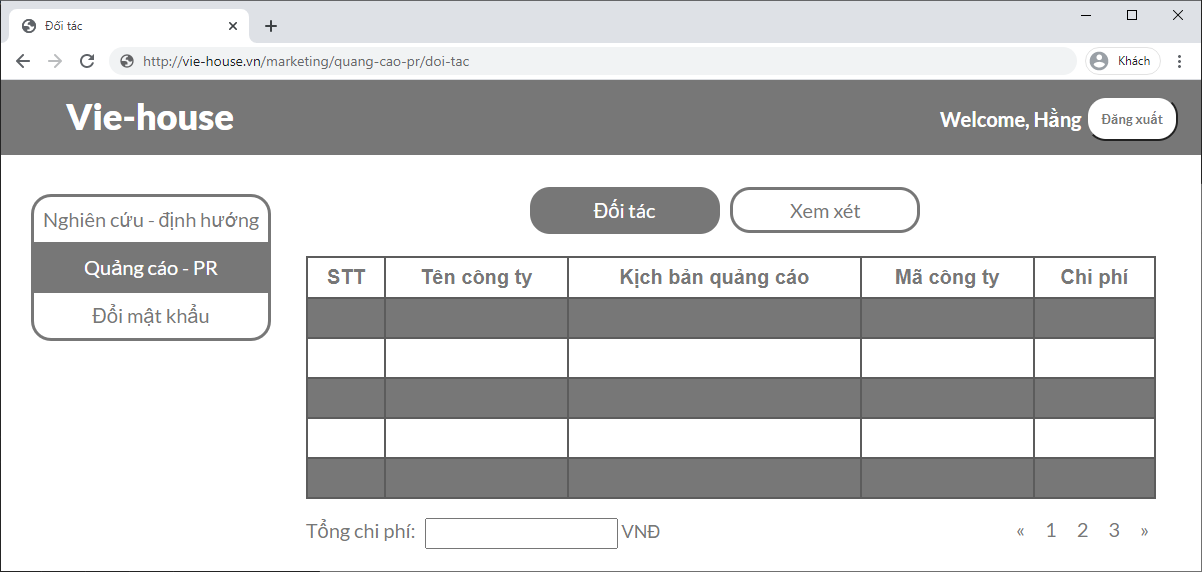 Đối tác
http://vie-house.vn/marketing/quang-cao-pr/doi-tac
Khách
Vie-house
Welcome, Hằng
Đăng xuất
Nghiên cứu - định hướng
Quảng cáo - PR
Đổi mật khẩu
Đối tác
Xem xét
STT Tên công ty Kịch bản quảng cáo Mã công ty Chi phí
Tổng chi phí: VNĐ
« 1 2 3 »